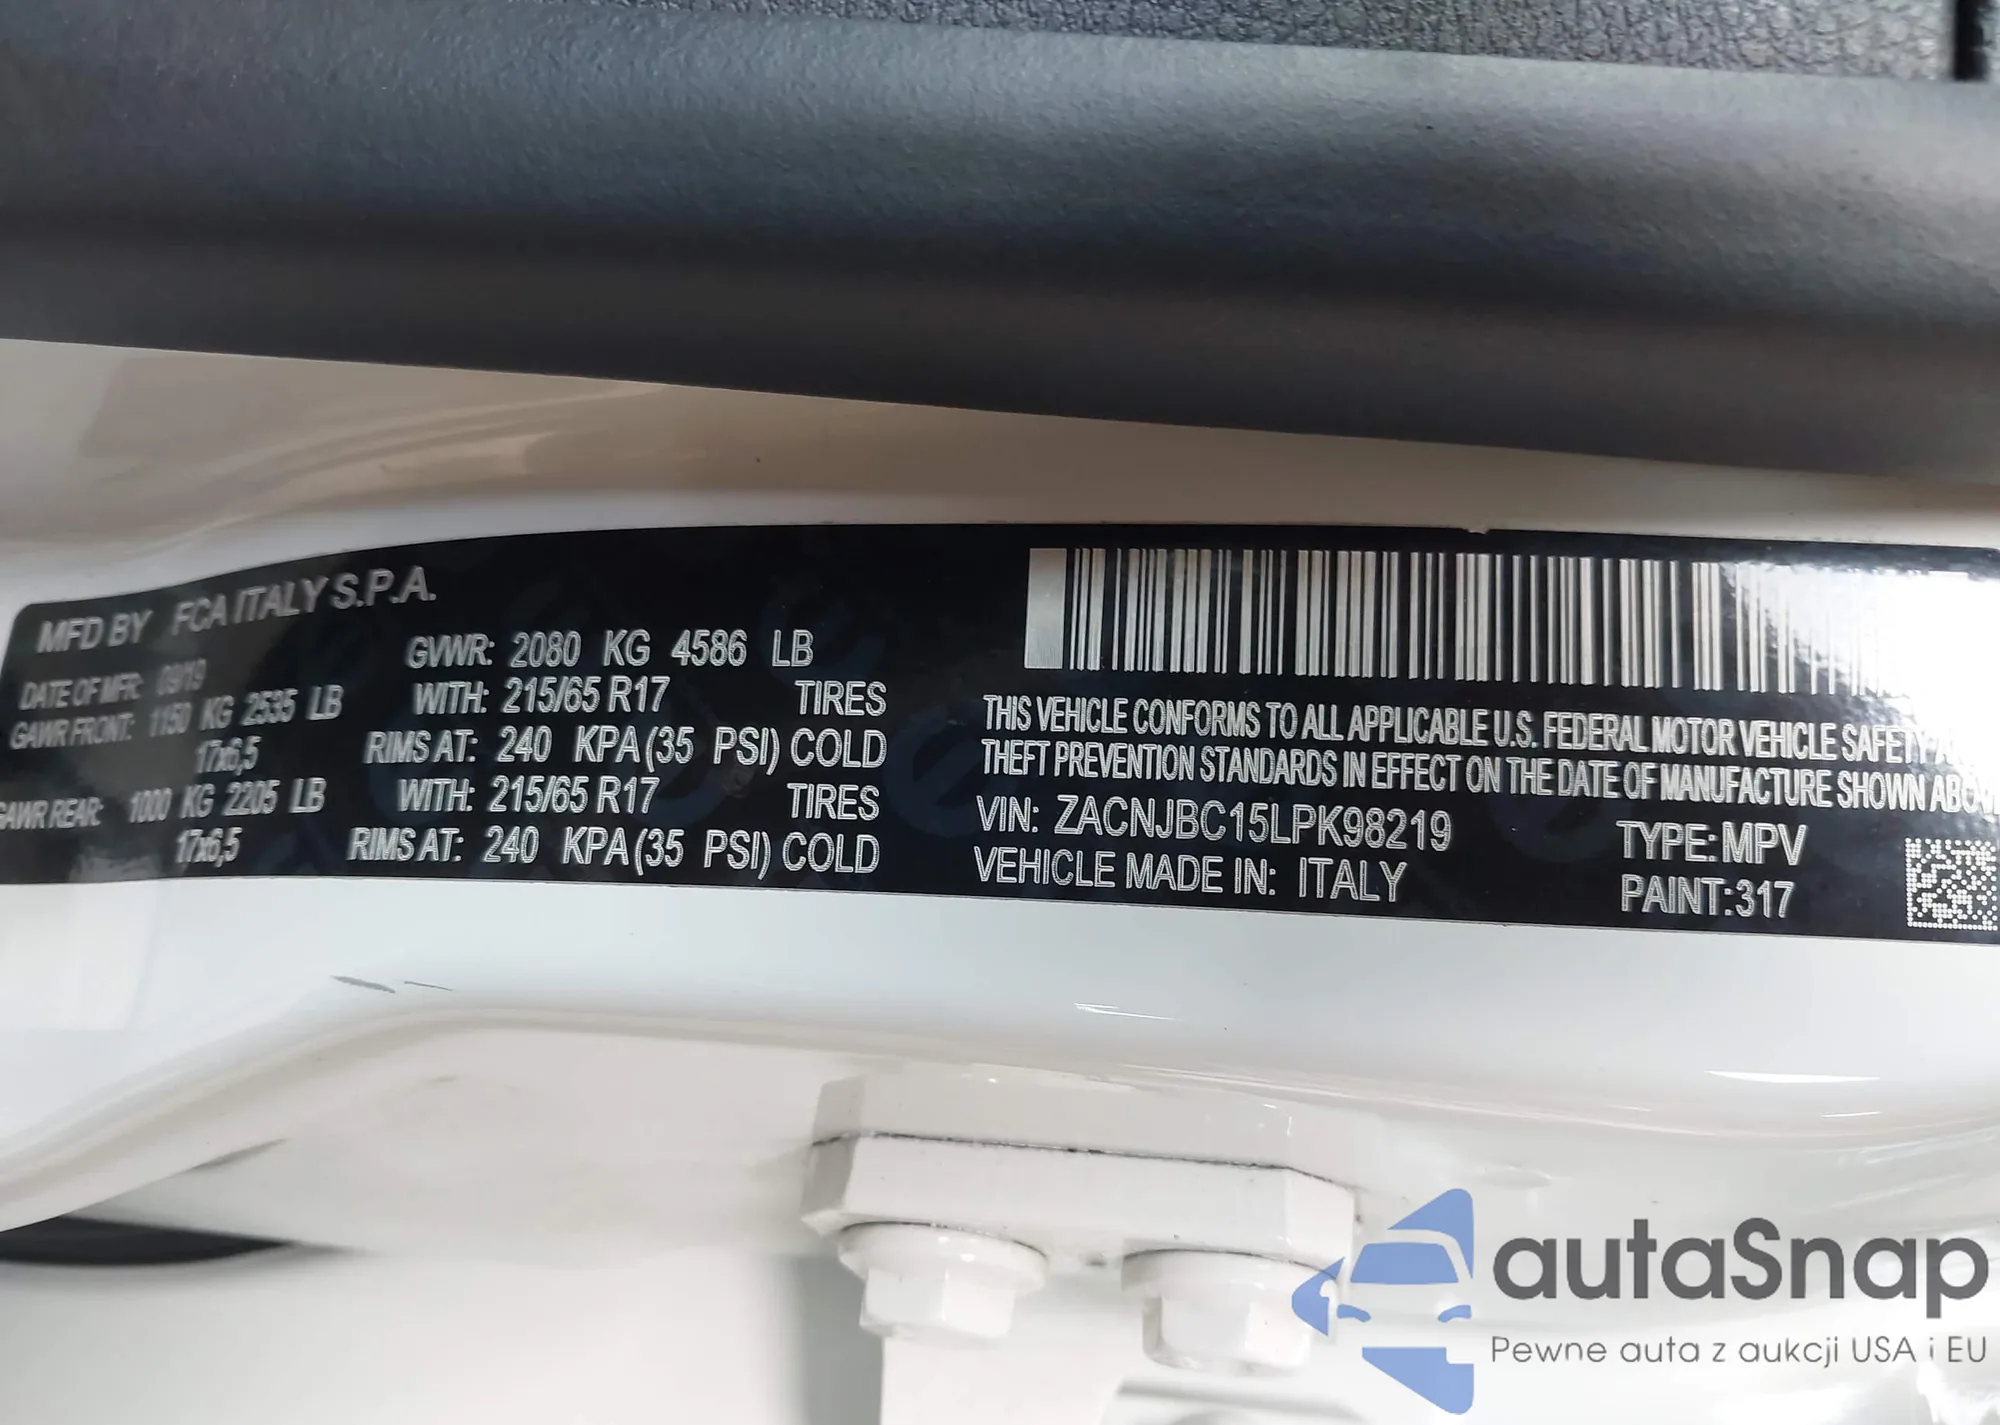 MFD BY FCA ITALY S.P.A.
DATE OF MFR: 09/19 GVWR: 2080 KG 4586 LB
GAWR FRONT: 1150 KG 2535 LB WITH: 215/65 R17 TIRES
17x6,5 RIMS AT: 240 KPA (35 PSI) COLD
GAWR REAR: 1000 KG 2205 LB WITH: 215/65 R17 TIRES
17x6,5 RIMS AT: 240 KPA (35 PSI) COLD
THIS VEHICLE CONFORMS TO ALL APPLICABLE U.S. FEDERAL MOTOR VEHICLE SAFETY
THEFT PREVENTION STANDARDS IN EFFECT ON THE DATE OF MANUFACTURE SHOWN ABO
VIN: ZACNJBC15LPK98219 TYPE: MPV
VEHICLE MADE IN: ITALY PAINT: 317
autaSnap
Pewne auta z aukcji USA i EU